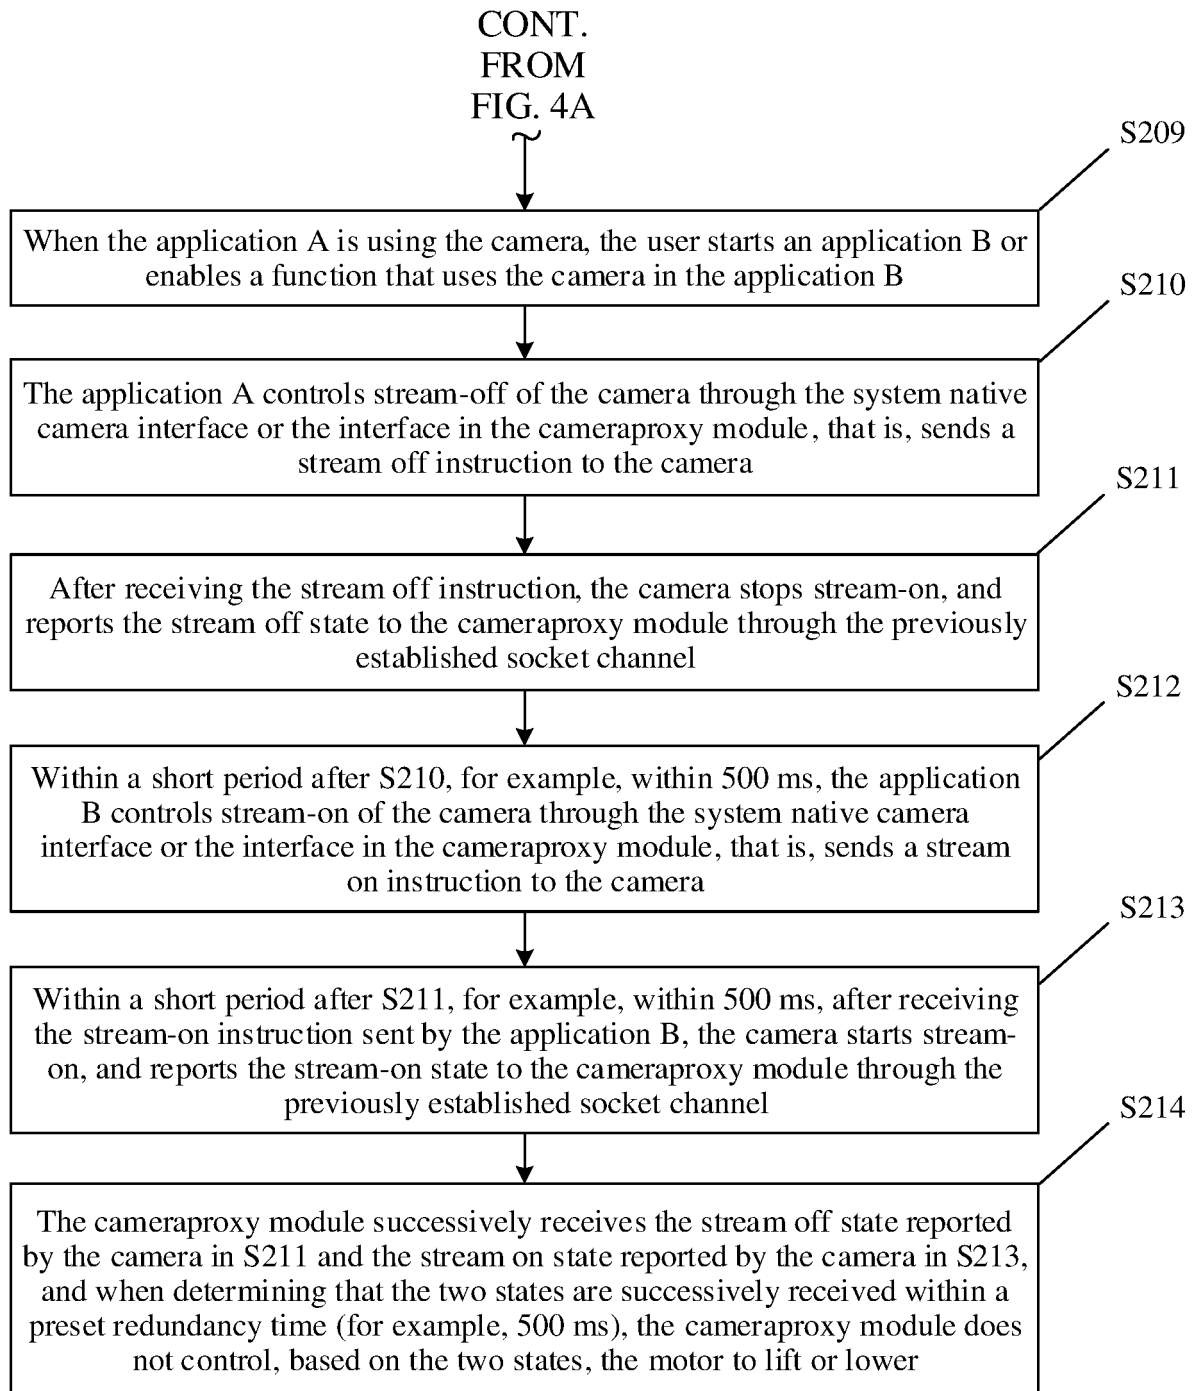 CONT.
FROM
FIG. 4A
S209
When the application A is using the camera, the user starts an application B or
enables a function that uses the camera in the application B
S210
The application A controls stream-off of the camera through the system native
camera interface or the interface in the cameraproxy module, that is, sends a
stream off instruction to the camera
S211
After receiving the stream off instruction, the camera stops stream-on, and
reports the stream off state to the cameraproxy module through the previously
established socket channel
S212
Within a short period after S210, for example, within 500 ms, the application
B controls stream-on of the camera through the system native camera
interface or the interface in the cameraproxy module, that is, sends a stream
on instruction to the camera
S213
Within a short period after S211, for example, within 500 ms, after receiving
the stream-on instruction sent by the application B, the camera starts stream-
on, and reports the stream-on state to the cameraproxy module through the
previously established socket channel
S214
The cameraproxy module successively receives the stream off state reported
by the camera in S211 and the stream on state reported by the camera in S213,
and when determining that the two states are successively received within a
preset redundancy time (for example, 500 ms), the cameraproxy module does
not control, based on the two states, the motor to lift or lower